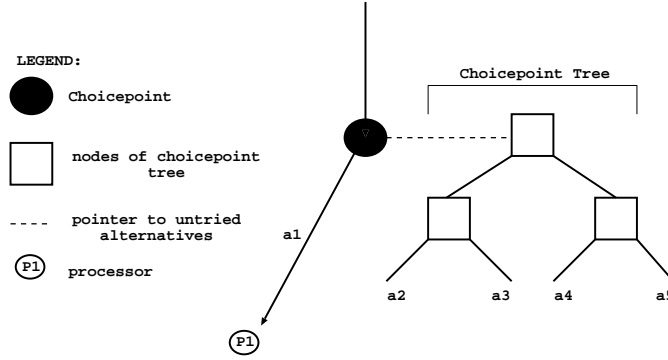 LEGEND:
Choicepoint
nodes of choicepoint
tree
pointer to untried
alternatives
P1
processor
Choicepoint Tree
a1
a2
a3
a4
a5
P1